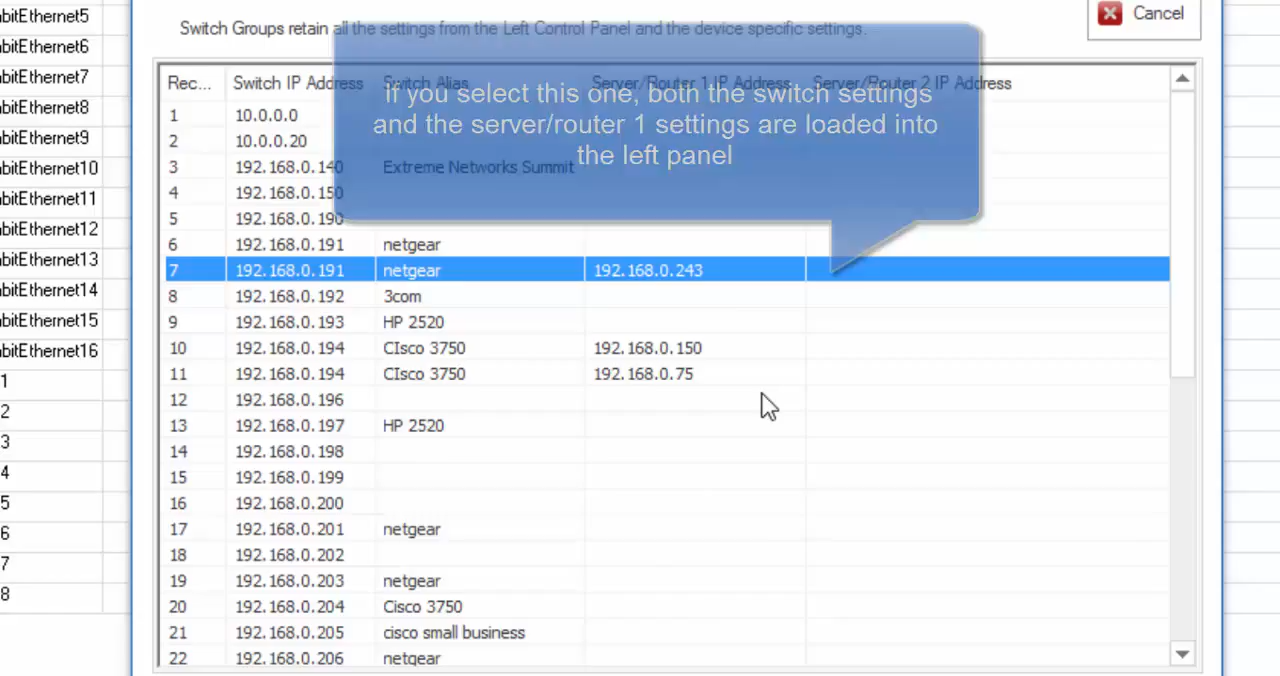 Switch Groups retain all the settings from the Left Control Panel and the device specific settings.
Cancel
If you select this one, both the switch settings
and the server/router 1 settings are loaded into
the left panel
Rec... Switch IP Address Switch Alias Server/Router 1 IP Address Server/Router 2 IP Address
1 10.0.0.0
2 10.0.0.20
3 192.168.0.140 Extreme Networks Summit
4 192.168.0.150
5 192.168.0.190
6 192.168.0.191 netgear
7 192.168.0.191 netgear 192.168.0.243
8 192.168.0.192 3com
9 192.168.0.193 HP 2520
10 192.168.0.194 CIsco 3750 192.168.0.150
11 192.168.0.194 CIsco 3750 192.168.0.75
12 192.168.0.196
13 192.168.0.197 HP 2520
14 192.168.0.198
15 192.168.0.199
16 192.168.0.200
17 192.168.0.201 netgear
18 192.168.0.202
19 192.168.0.203 netgear
20 192.168.0.204 Cisco 3750
21 192.168.0.205 cisco small business
22 192.168.0.206 netgear
abitEthernet5
abitEthernet6
abitEthernet7
abitEthernet8
abitEthernet9
abitEthernet10
abitEthernet11
abitEthernet12
abitEthernet13
abitEthernet14
abitEthernet15
abitEthernet16
1
2
3
4
5
6
7
8